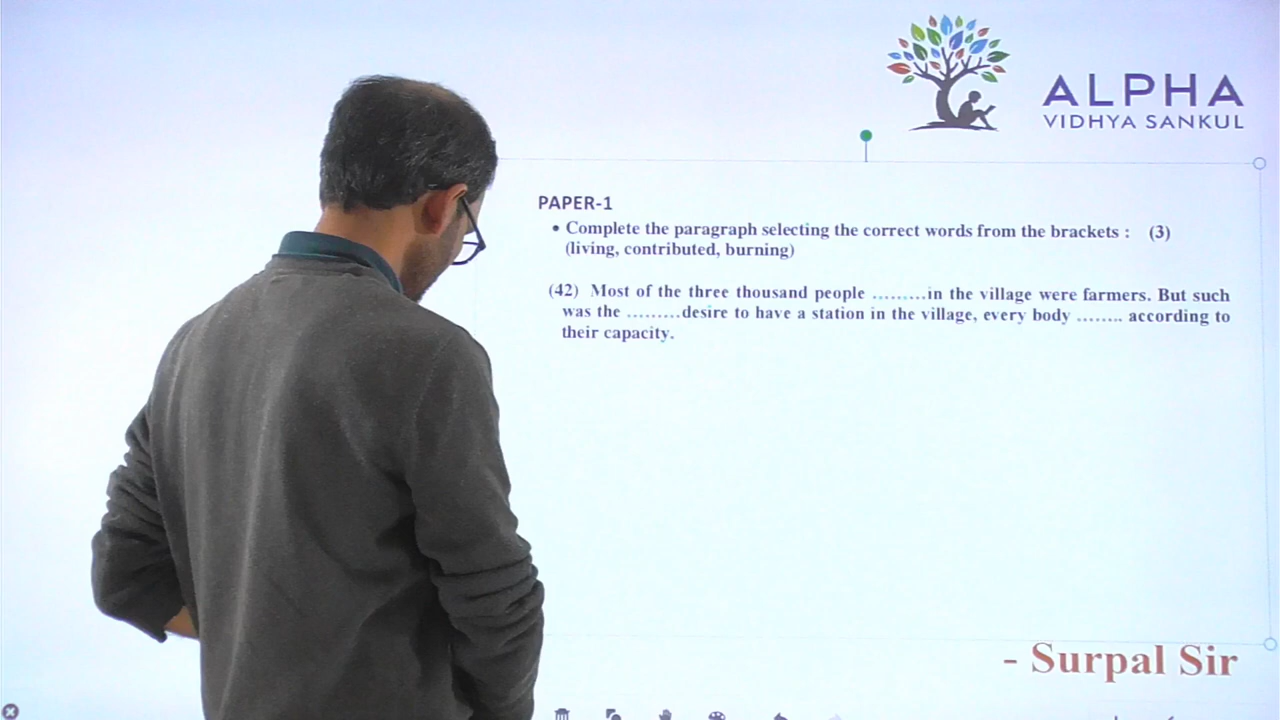 ALPHA
VIDHYA SANKUL
PAPER-1
• Complete the paragraph selecting the correct words from the brackets : (3)
(living, contributed, burning)
(42) Most of the three thousand people .........in the village were farmers. But such
was the .........desire to have a station in the village, every body ........ according to
their capacity.
- Surpal Sir